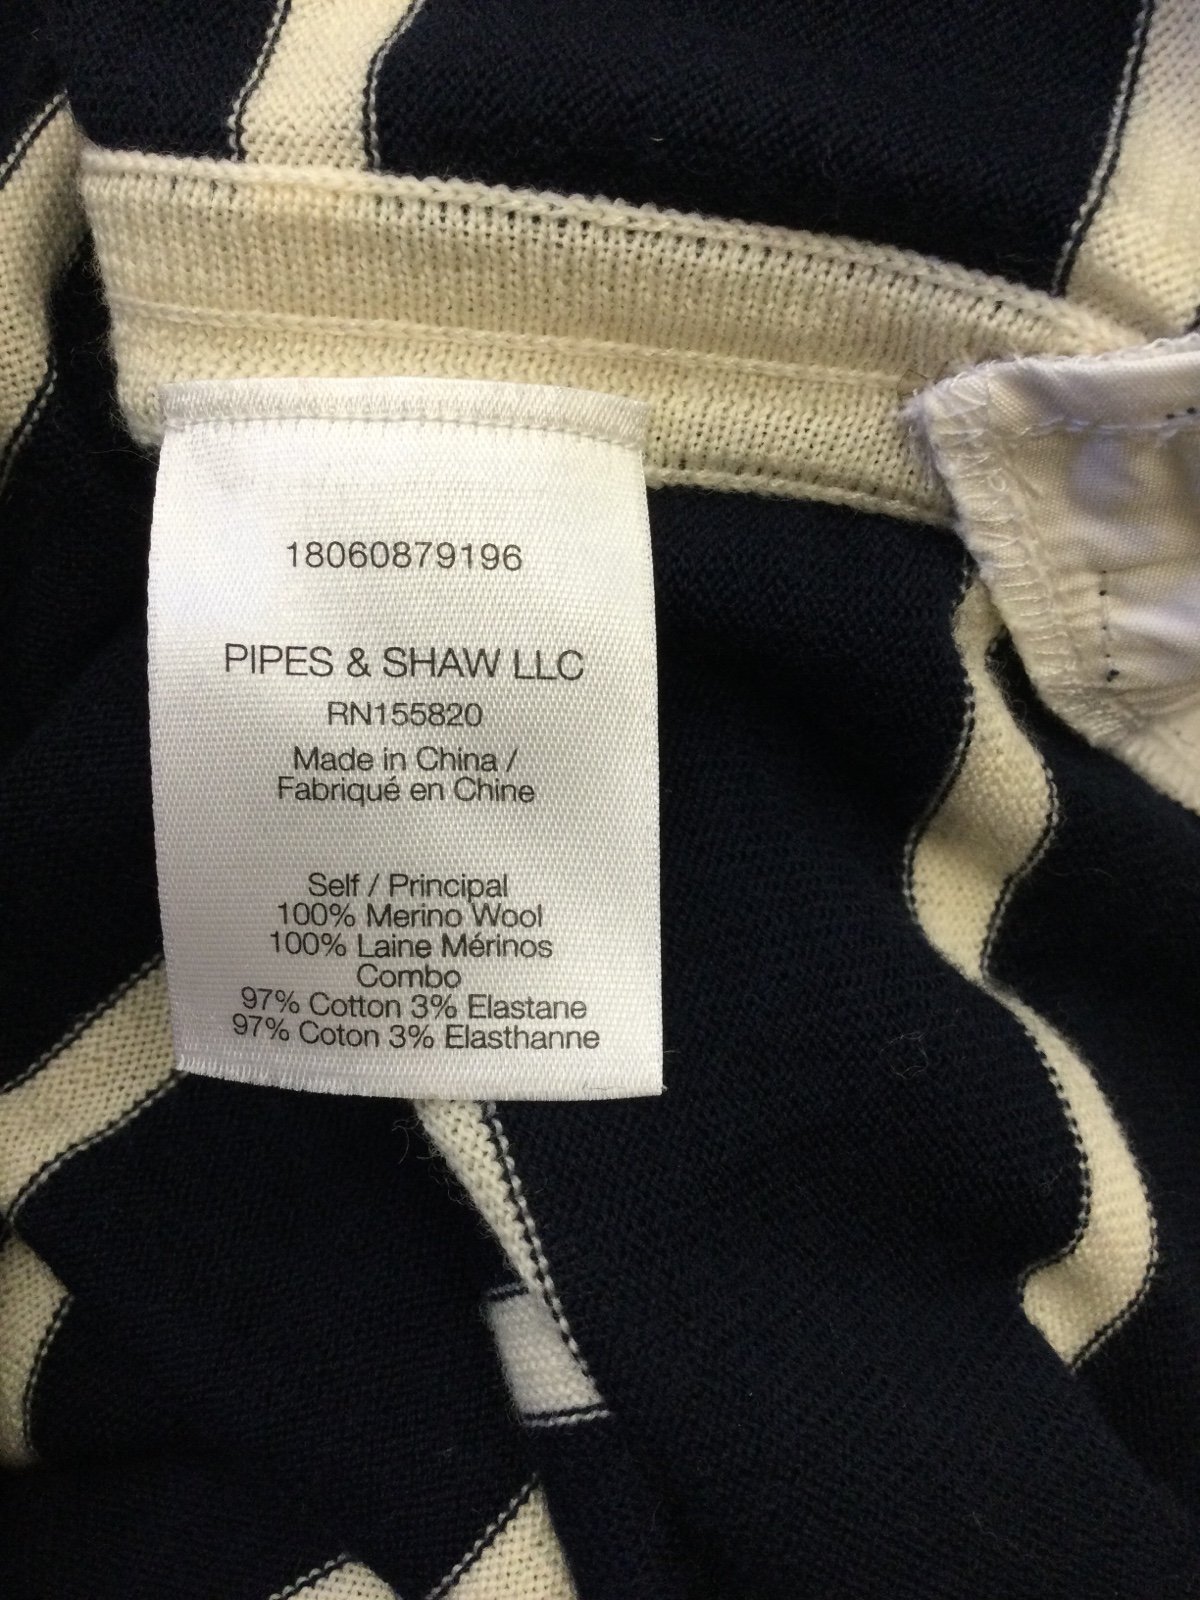 18060879196
PIPES & SHAW LLC
RN155820
Made in China /
Fabriqué en Chine
Self / Principal
100% Merino Wool
100% Laine Mérinos
Combo
97% Cotton 3% Elastane
97% Coton 3% Elasthanne